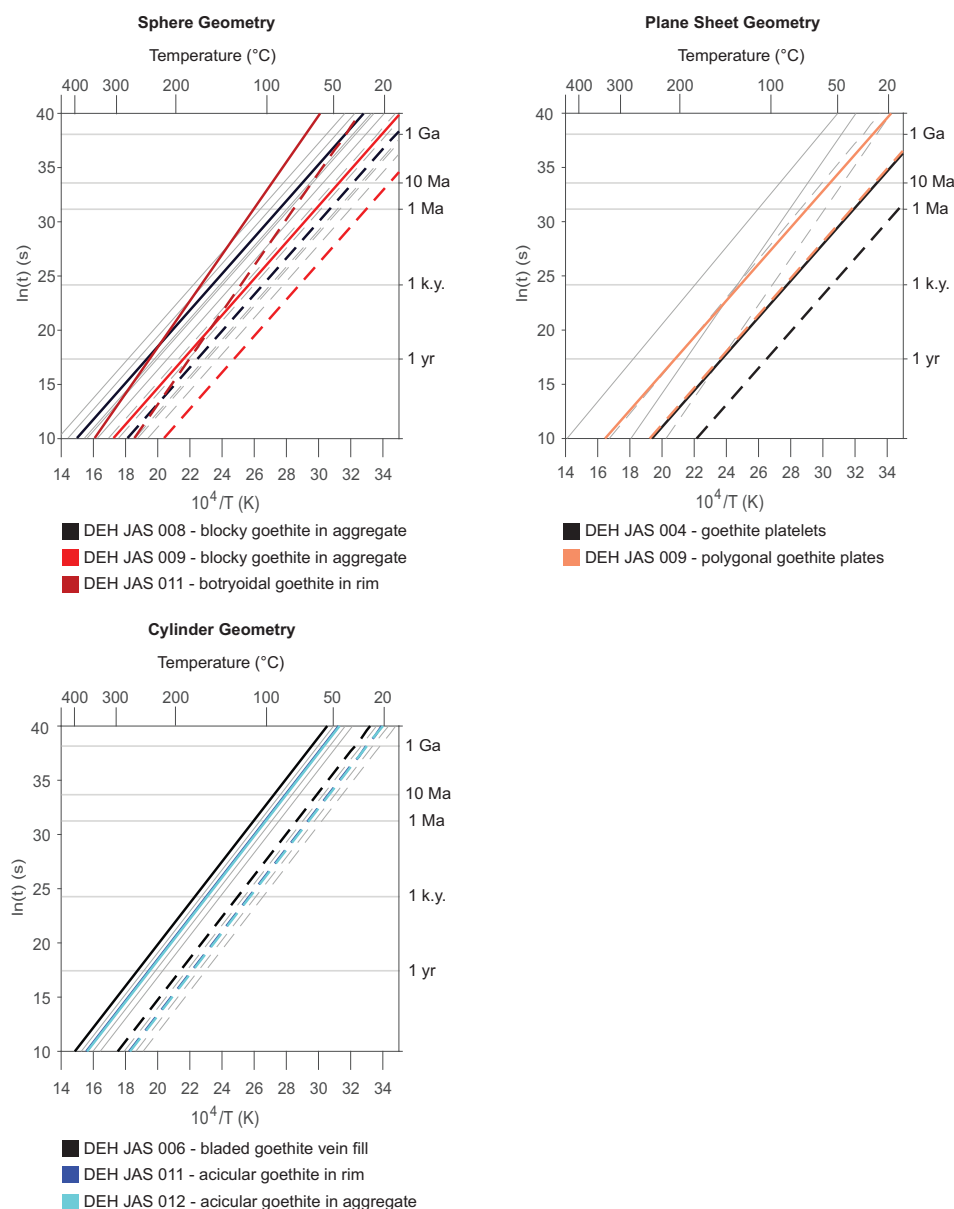 Sphere Geometry
Temperature (°C)
400 300 200 100 50 20
40
35
30
25
20
15
10
ln(t) (s)
1 Ga
10 Ma
1 Ma
1 k.y.
1 yr
14 16 18 20 22 24 26 28 30 32 34
10^4/T (K)
DEH JAS 008 - blocky goethite in aggregate
DEH JAS 009 - blocky goethite in aggregate
DEH JAS 011 - botryoidal goethite in rim
Plane Sheet Geometry
Temperature (°C)
400 300 200 100 50 20
40
35
30
25
20
15
10
ln(t) (s)
1 Ga
10 Ma
1 Ma
1 k.y.
1 yr
14 16 18 20 22 24 26 28 30 32 34
10^4/T (K)
DEH JAS 004 - goethite platelets
DEH JAS 009 - polygonal goethite plates
Cylinder Geometry
Temperature (°C)
400 300 200 100 50 20
40
35
30
25
20
15
10
ln(t) (s)
1 Ga
10 Ma
1 Ma
1 k.y.
1 yr
14 16 18 20 22 24 26 28 30 32 34
10^4/T (K)
DEH JAS 006 - bladed goethite vein fill
DEH JAS 011 - acicular goethite in rim
DEH JAS 012 - acicular goethite in aggregate